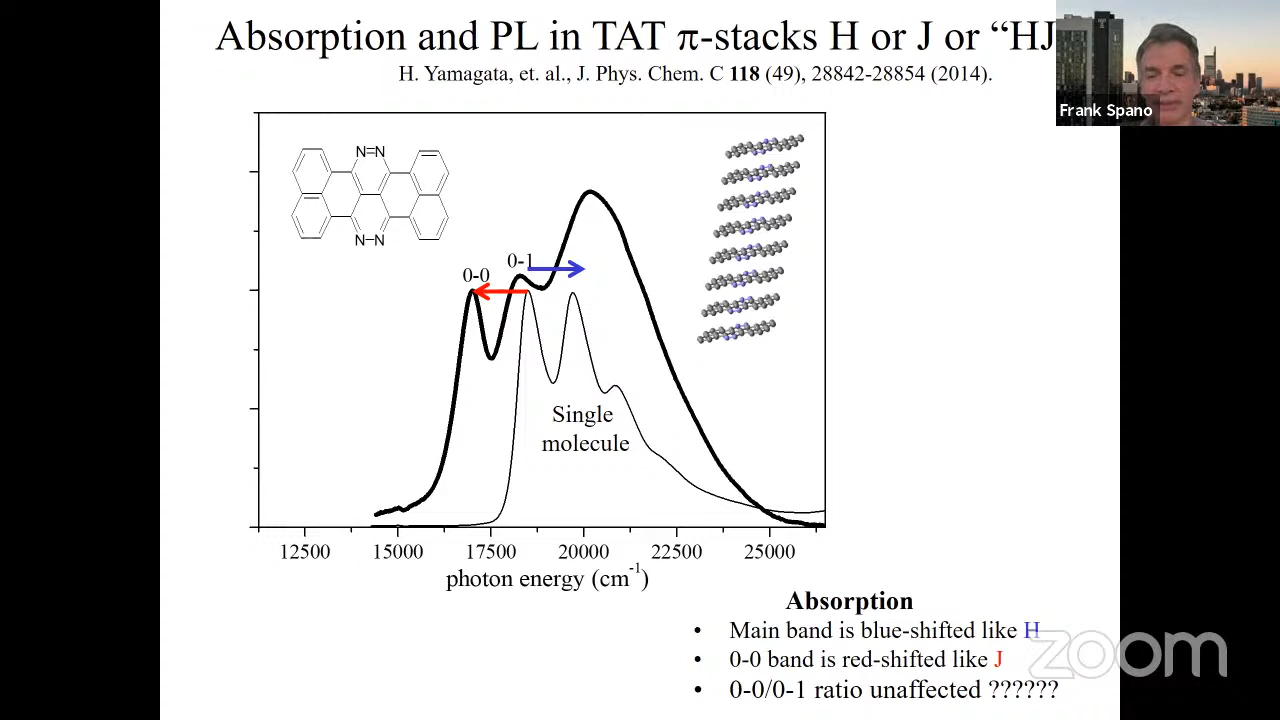 Absorption and PL in TAT π-stacks H or J or “HJ
H. Yamagata, et. al., J. Phys. Chem. C 118 (49), 28842-28854 (2014).
Frank Spano
N=N
N=N
0-0
0-1
Single
molecule
12500 15000 17500 20000 22500 25000
photon energy (cm-1)
Absorption
• Main band is blue-shifted like H
• 0-0 band is red-shifted like J
• 0-0/0-1 ratio unaffected ??????
zoom